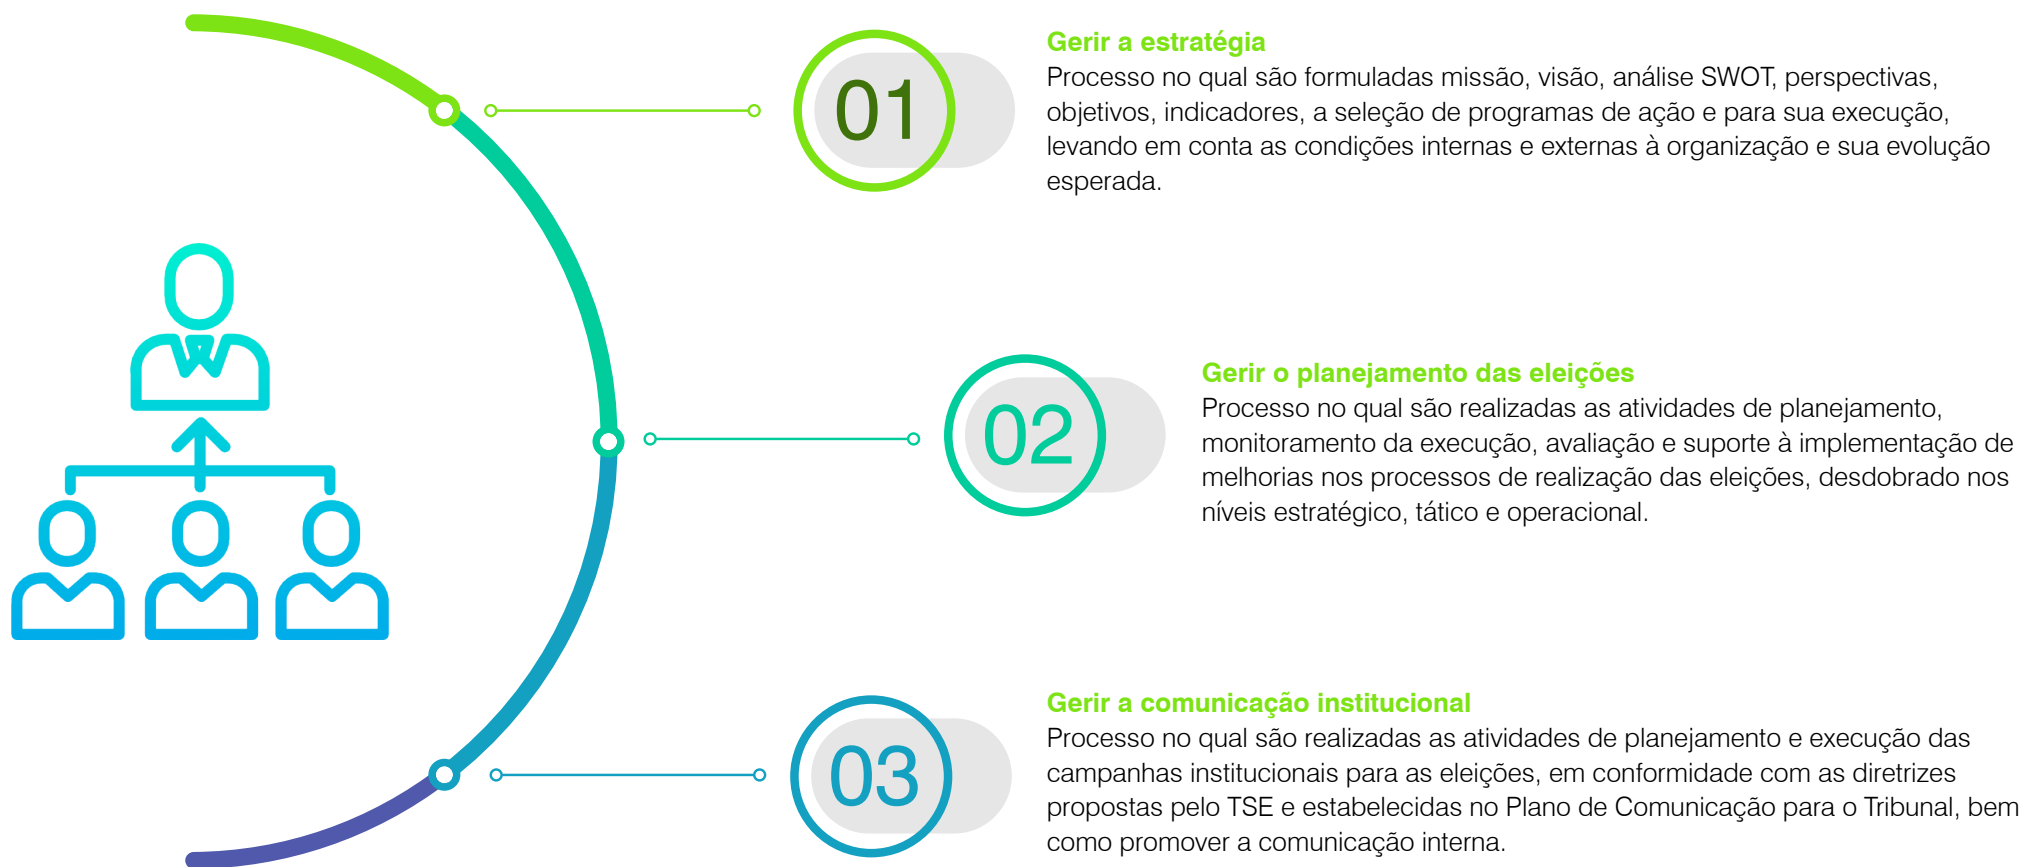 01
Gerir a estratégia
Processo no qual são formuladas missão, visão, análise SWOT, perspectivas,
objetivos, indicadores, a seleção de programas de ação e para sua execução,
levando em conta as condições internas e externas à organização e sua evolução
esperada.
02
Gerir o planejamento das eleições
Processo no qual são realizadas as atividades de planejamento,
monitoramento da execução, avaliação e suporte à implementação de
melhorias nos processos de realização das eleições, desdobrado nos
níveis estratégico, tático e operacional.
03
Gerir a comunicação institucional
Processo no qual são realizadas as atividades de planejamento e execução das
campanhas institucionais para as eleições, em conformidade com as diretrizes
propostas pelo TSE e estabelecidas no Plano de Comunicação para o Tribunal, bem
como promover a comunicação interna.